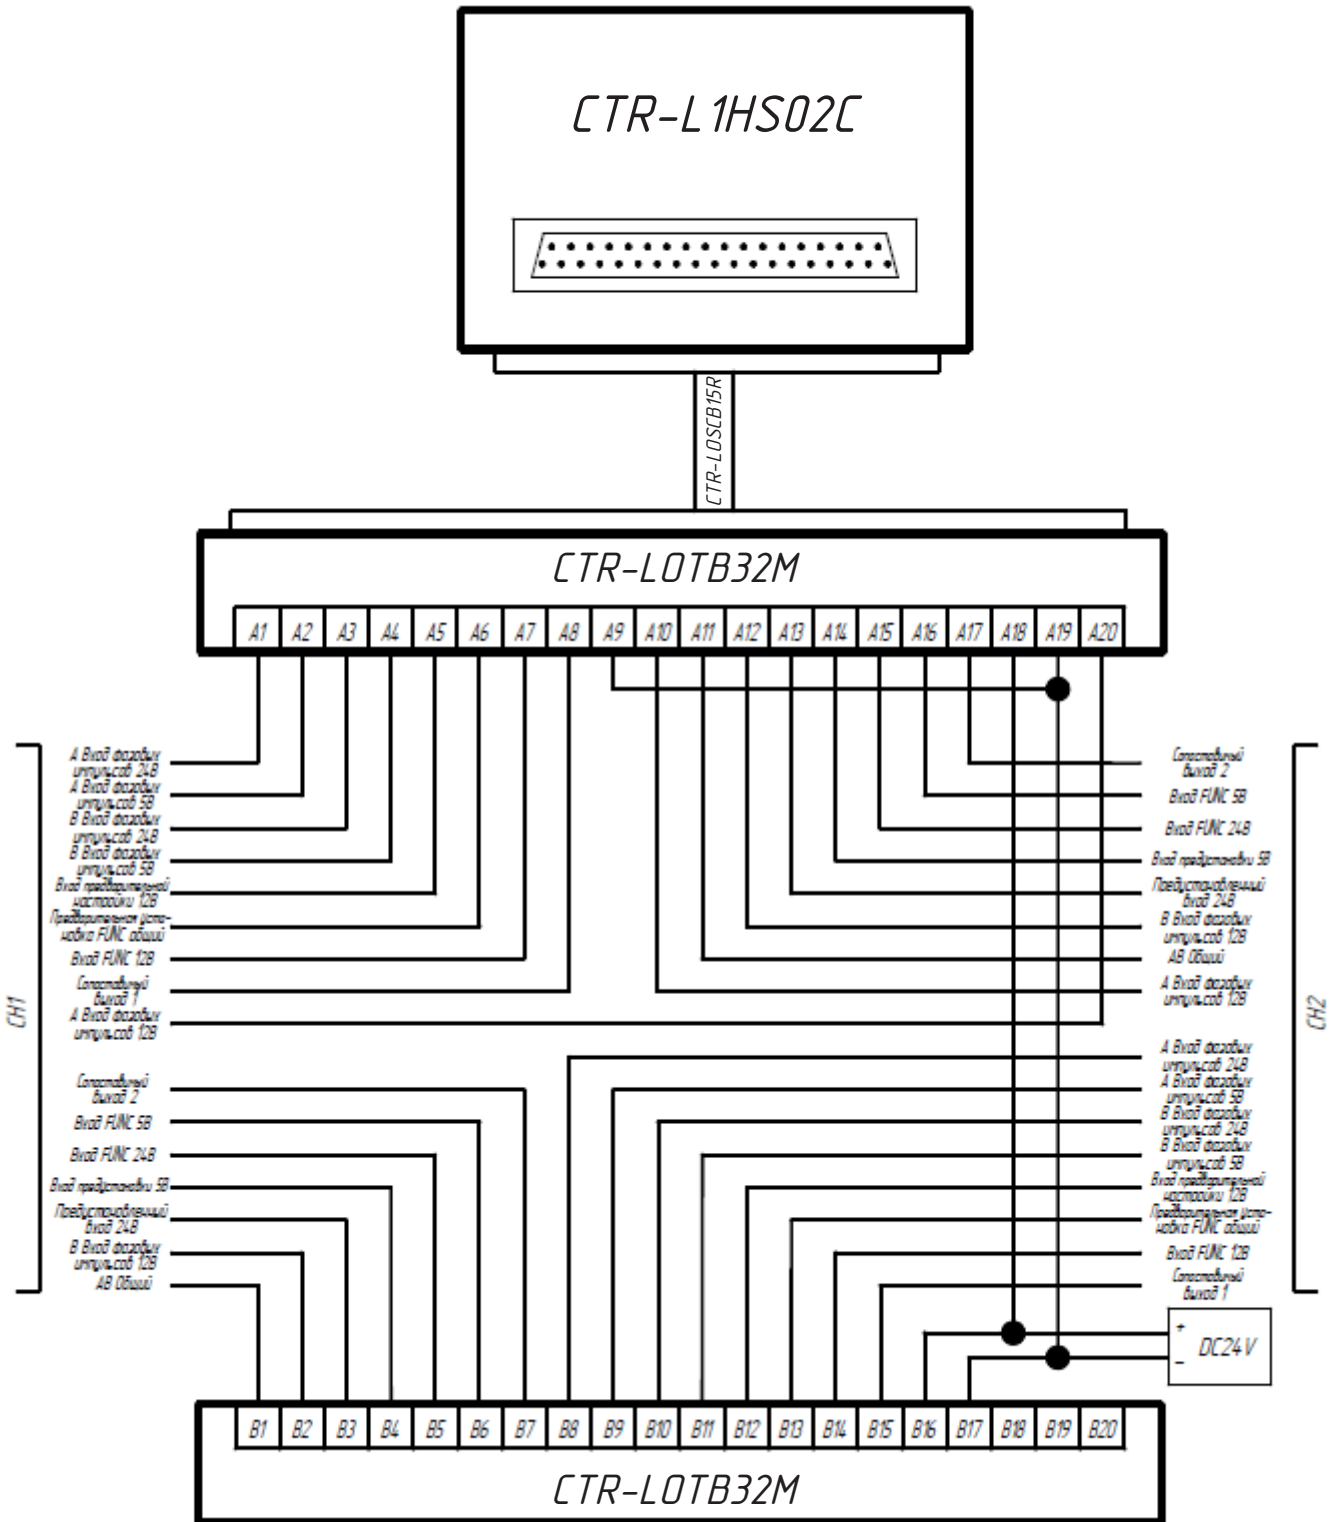 CTR-L1HS02C
CTR-LOSCB15R
CTR-LOTB32M
A1 A2 A3 A4 A5 A6 A7 A8 A9 A10 A11 A12 A13 A14 A15 A16 A17 A18 A19 A20
CH1
А Вход фазовых
импульсов 24В
А Вход фазовых
импульсов 5В
В Вход фазовых
импульсов 24В
В Вход фазовых
импульсов 5В
Вход предварительной
настройки 12В
Предварительная уста-
новка FUNC общий
Вход FUNC 12В
Сопоставимый
выход 1
А Вход фазовых
импульсов 12В
Сопоставимый
выход 2
Вход FUNC 5В
Вход FUNC 24В
Вход предустановки 5В
Предустановленный
вход 24В
В Вход фазовых
импульсов 12В
АВ Общий
Сопоставимый
выход 2
Вход FUNC 5В
Вход FUNC 24В
Вход предустановки 5В
Предустановленный
вход 24В
В Вход фазовых
импульсов 12В
АВ Общий
А Вход фазовых
импульсов 12В
А Вход фазовых
импульсов 24В
А Вход фазовых
импульсов 5В
В Вход фазовых
импульсов 24В
В Вход фазовых
импульсов 5В
Вход предварительной
настройки 12В
Предварительная уста-
новка FUNC общий
Вход FUNC 12В
Сопоставимый
выход 1
CH2
+
DC24V
-
B1 B2 B3 B4 B5 B6 B7 B8 B9 B10 B11 B12 B13 B14 B15 B16 B17 B18 B19 B20
CTR-LOTB32M